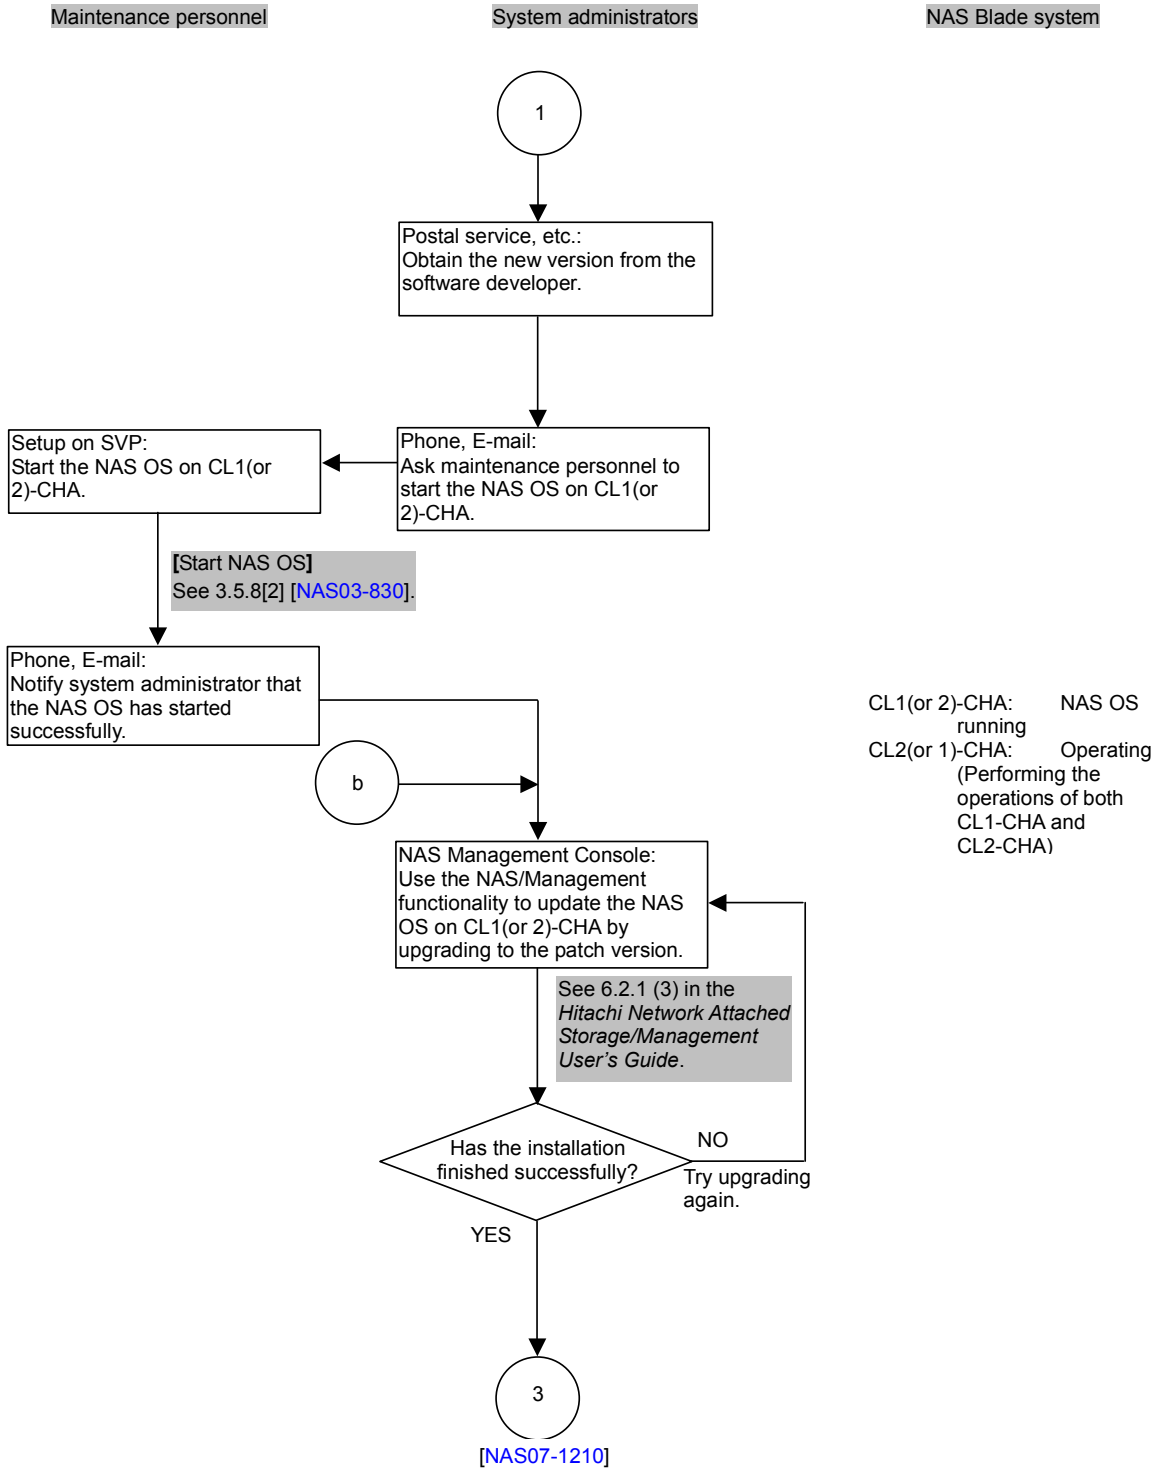 Maintenance personnel
System administrators
NAS Blade system
1
Postal service, etc.:
Obtain the new version from the
software developer.
Phone, E-mail:
Ask maintenance personnel to
start the NAS OS on CL1(or
2)-CHA.
Setup on SVP:
Start the NAS OS on CL1(or
2)-CHA.
[Start NAS OS]
See 3.5.8[2] [NAS03-830].
Phone, E-mail:
Notify system administrator that
the NAS OS has started
successfully.
b
CL1(or 2)-CHA: NAS OS
running
CL2(or 1)-CHA: Operating
(Performing the
operations of both
CL1-CHA and
CL2-CHA)
NAS Management Console:
Use the NAS/Management
functionality to update the NAS
OS on CL1(or 2)-CHA by
upgrading to the patch version.
See 6.2.1 (3) in the
Hitachi Network Attached
Storage/Management
User’s Guide.
Has the installation
finished successfully?
NO
Try upgrading
again.
YES
3
[NAS07-1210]